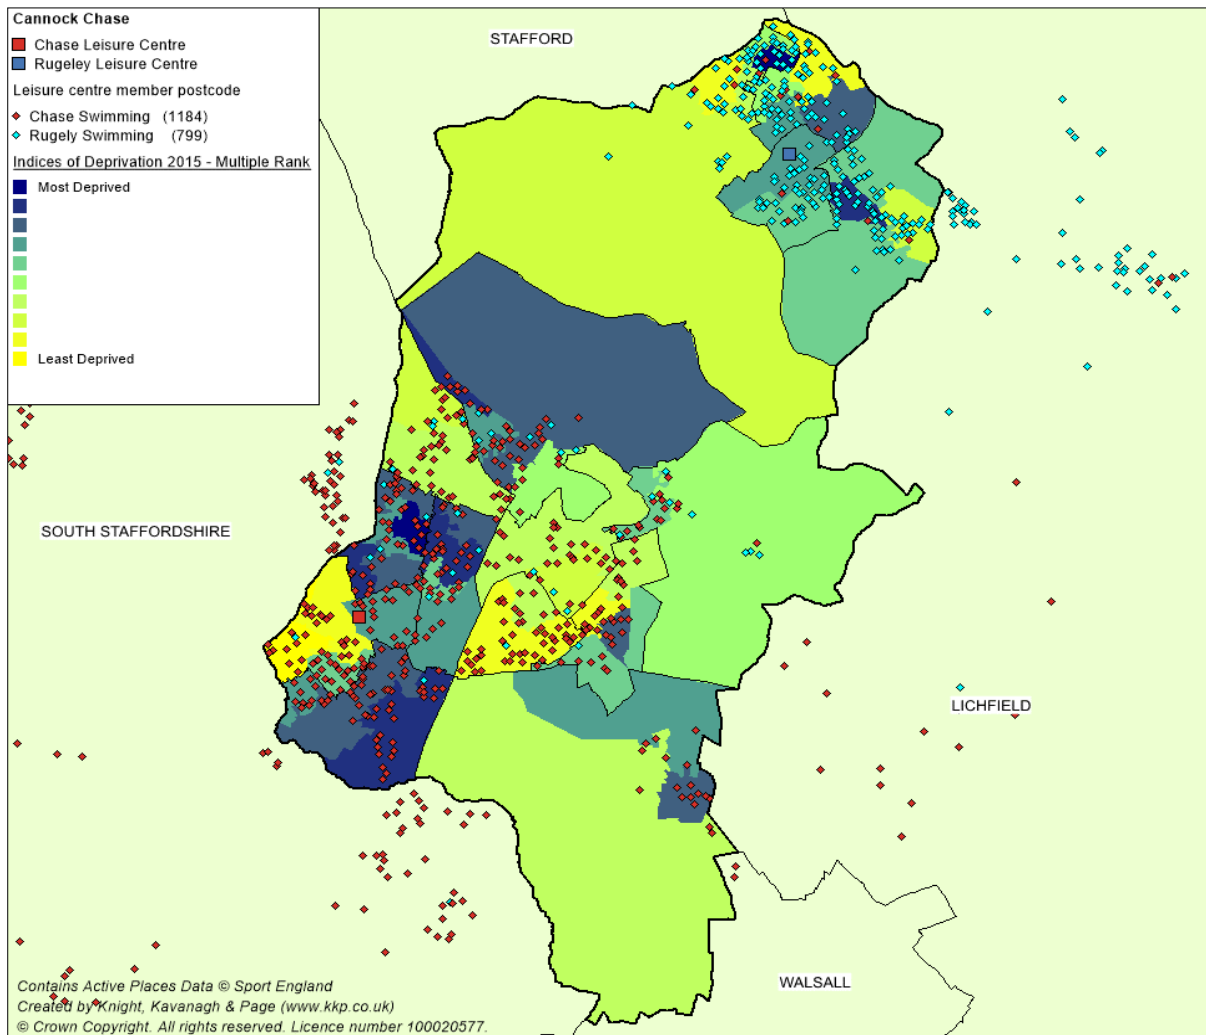 Cannock Chase
Chase Leisure Centre
Rugeley Leisure Centre
Leisure centre member postcode
Chase Swimming (1184)
Rugely Swimming (799)
Indices of Deprivation 2015 - Multiple Rank
Most Deprived
Least Deprived
STAFFORD
SOUTH STAFFORDSHIRE
LICHFIELD
WALSALL
Contains Active Places Data © Sport England
Created by Knight, Kavanagh & Page (www.kkp.co.uk)
© Crown Copyright. All rights reserved. Licence number 100020577.